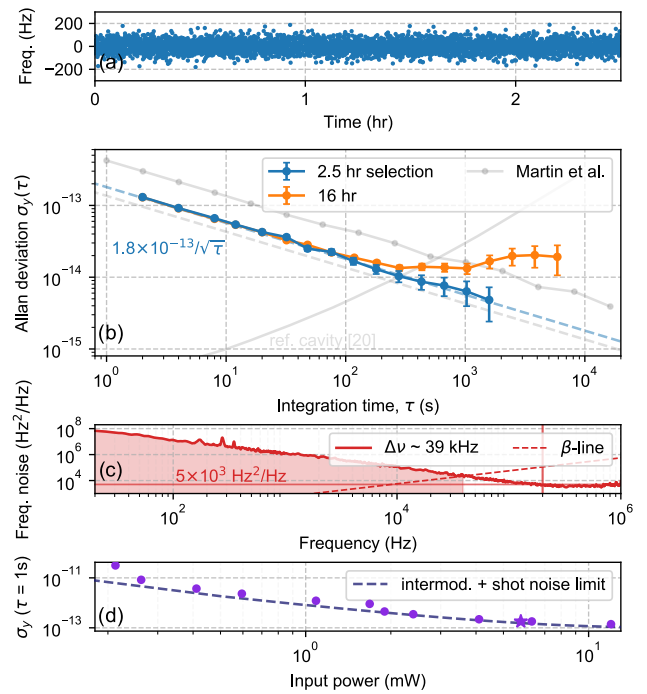 Freq. (Hz)
200
0
−200
(a)
0
1
2
Time (hr)
Allan deviation σy(τ)
10⁻¹³
10⁻¹⁴
10⁻¹⁵
2.5 hr selection
16 hr
Martin et al.
1.8×10⁻¹³/√τ
(b)
ref. cavity [20]
10⁰
10¹
10²
10³
10⁴
Integration time, τ (s)
Freq. noise (Hz²/Hz)
10⁸
10⁶
10⁴
(c)
Δν ~ 39 kHz
β-line
5×10³ Hz²/Hz
10²
10³
10⁴
10⁵
10⁶
Frequency (Hz)
σy (τ = 1s)
10⁻¹¹
10⁻¹³
(d)
intermod. + shot noise limit
10⁰
10¹
Input power (mW)